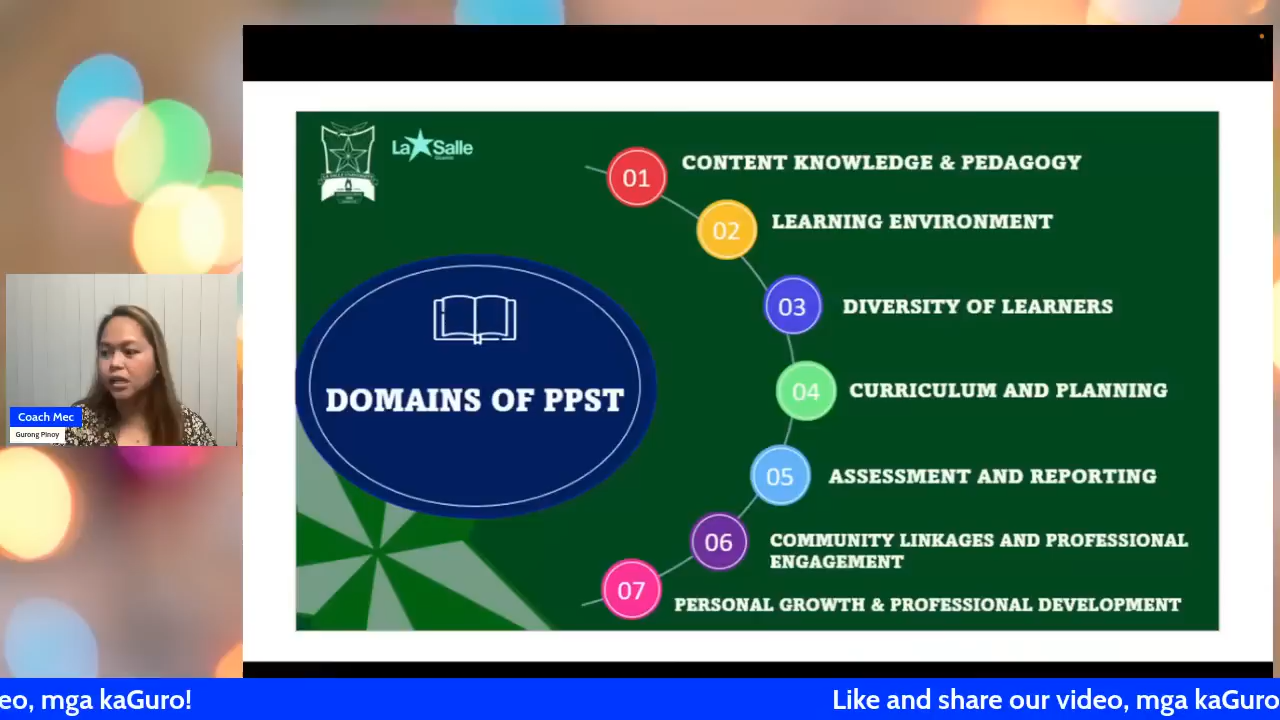 La Salle
01
CONTENT KNOWLEDGE & PEDAGOGY
02
LEARNING ENVIRONMENT
03
DIVERSITY OF LEARNERS
DOMAINS OF PPST
04
CURRICULUM AND PLANNING
05
ASSESSMENT AND REPORTING
06
COMMUNITY LINKAGES AND PROFESSIONAL
ENGAGEMENT
07
PERSONAL GROWTH & PROFESSIONAL DEVELOPMENT
Coach Mec
Gurong Pinoy
eo, mga kaGuro!
Like and share our video, mga kaGuro